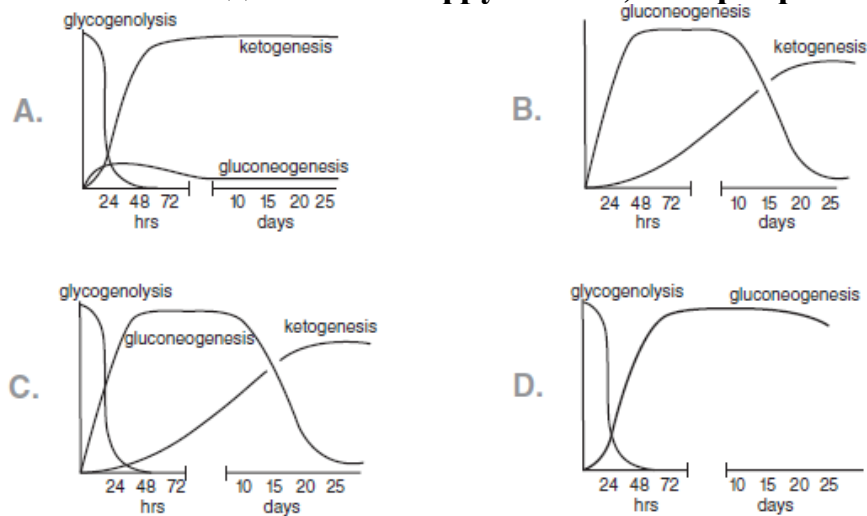 glycogenolysis
ketogenesis
gluconeogenesis
A.
24 48 72
hrs
10 15 20 25
days
gluconeogenesis
ketogenesis
B.
24 48 72
hrs
10 15 20 25
days
glycogenolysis
gluconeogenesis
ketogenesis
C.
24 48 72
hrs
10 15 20 25
days
glycogenolysis
gluconeogenesis
D.
24 48 72
hrs
10 15 20 25
days